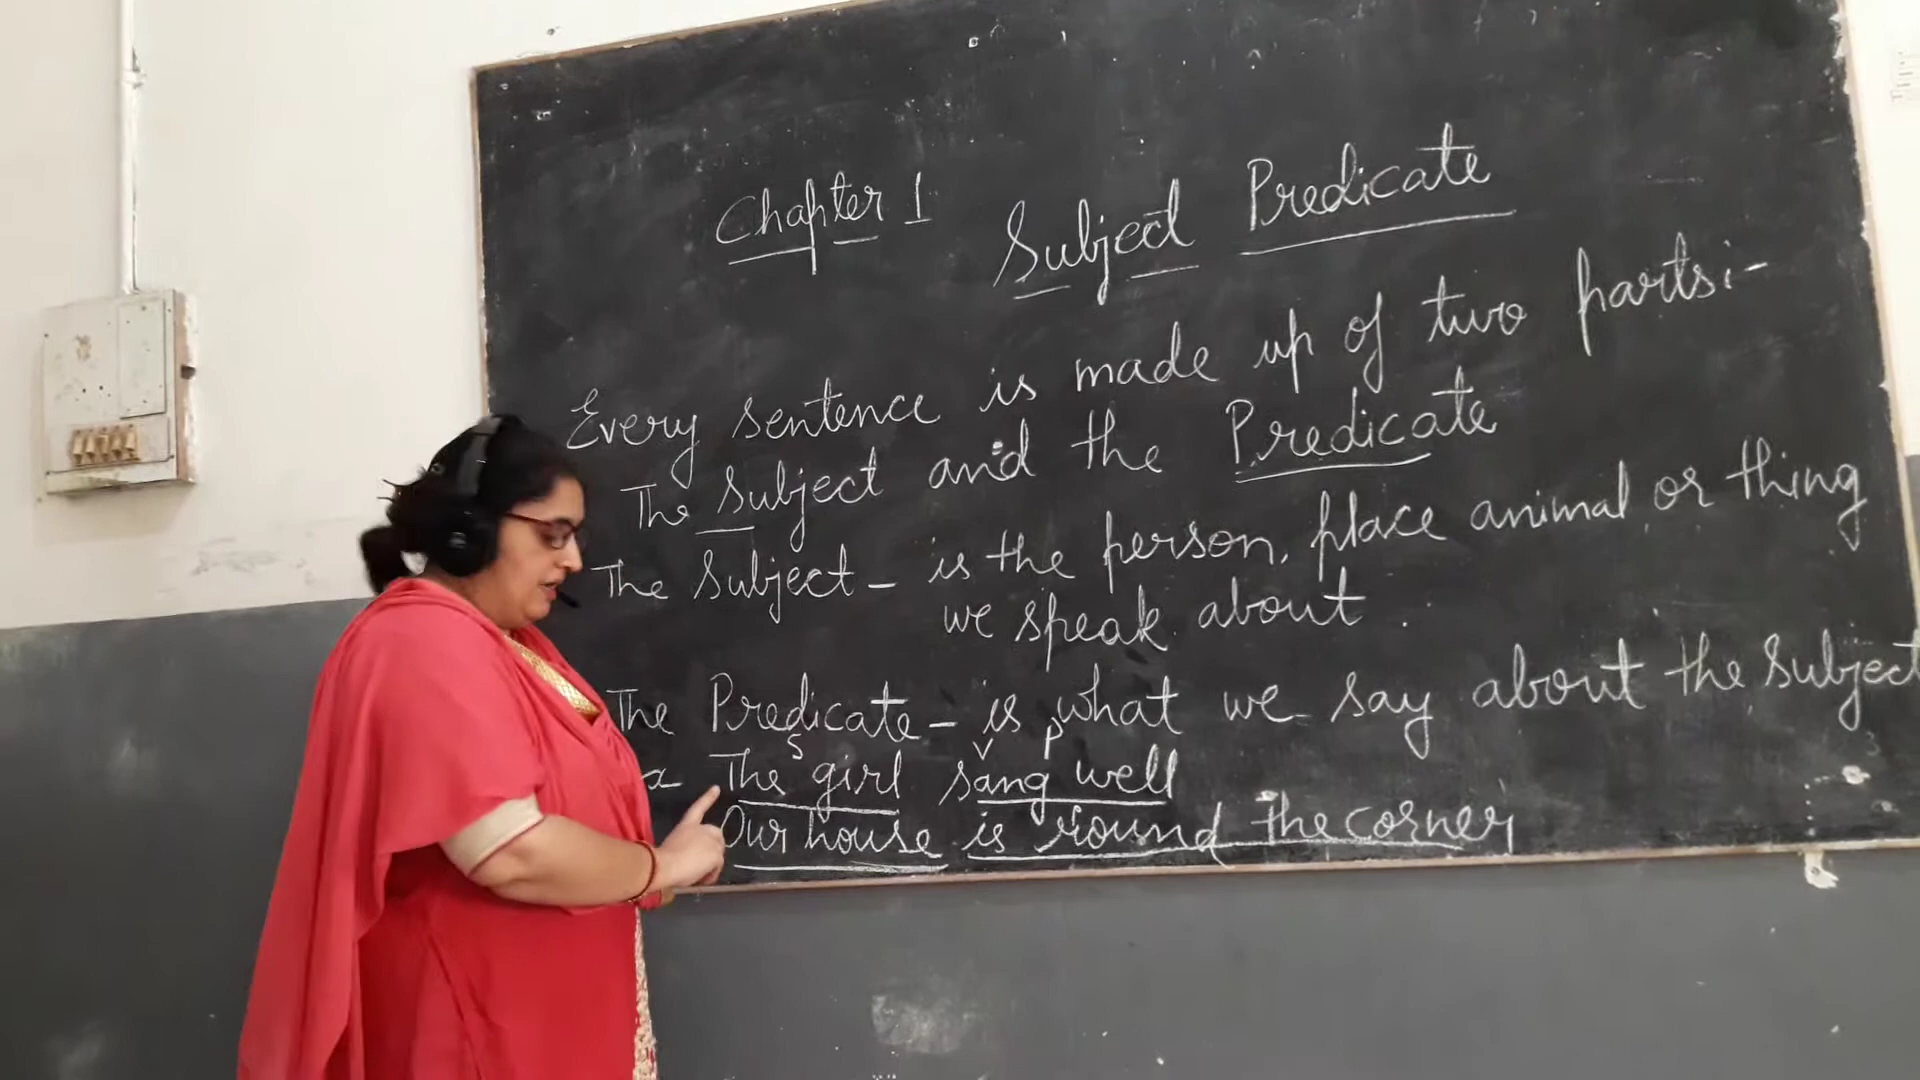 Chapter 1 Subject Predicate
Every sentence is made up of two parts:-
The Subject and the Predicate
The Subject - is the person, place animal, or thing
we speak about.
The Predicate - is what we say about the Subject
S V P
The girl sang well
Our house is round the corner